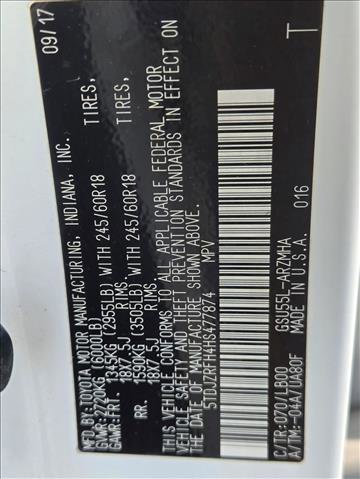 09/17
MFD BY:TOYOTA MOTOR MANUFACTURING, INDIANA, INC.
GVWR:2720KG (6000LB)
GAWR:FRT. 1345KG (2955LB) WITH 245/60R18 TIRES,
18X7.5J RIMS,
RR. 1590KG (3505LB) WITH 245/60R18 TIRES,
18X7.5J RIMS.
THIS VEHICLE CONFORMS TO ALL APPLICABLE FEDERAL MOTOR
VEHICLE SAFETY AND THEFT PREVENTION STANDARDS IN EFFECT ON
THE DATE OF MANUFACTURE SHOWN ABOVE.
MPV
C/TR:070/LB00 GSU55L-ARZMHA
A/TM:-04A/UA80F MADE IN U.S.A. 016
T